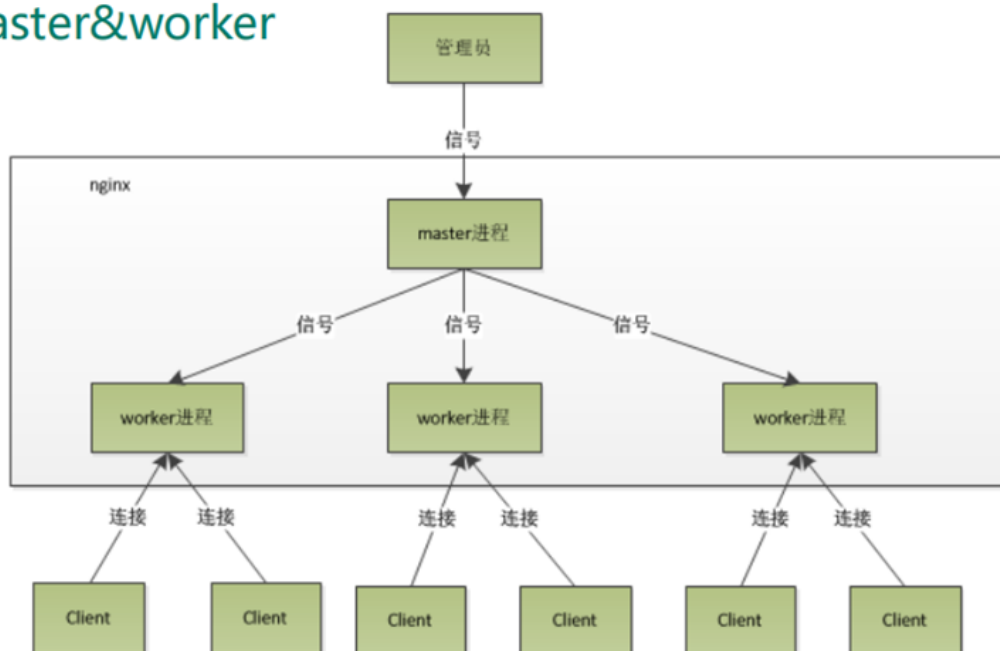 aster&worker
管理员
信号
nginx
master进程
信号 信号 信号
worker进程 worker进程 worker进程
连接 连接 连接 连接 连接 连接
Client Client Client Client Client Client